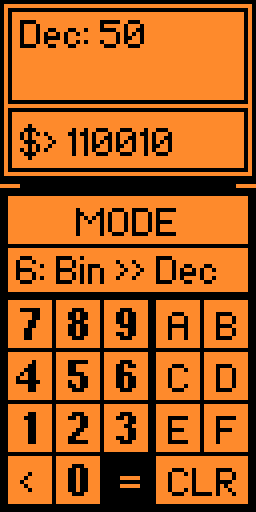 Dec: 50
$> 110010
MODE
6: Bin >> Dec
7 8 9 A B
4 5 6 C D
1 2 3 E F
< 0 = CLR